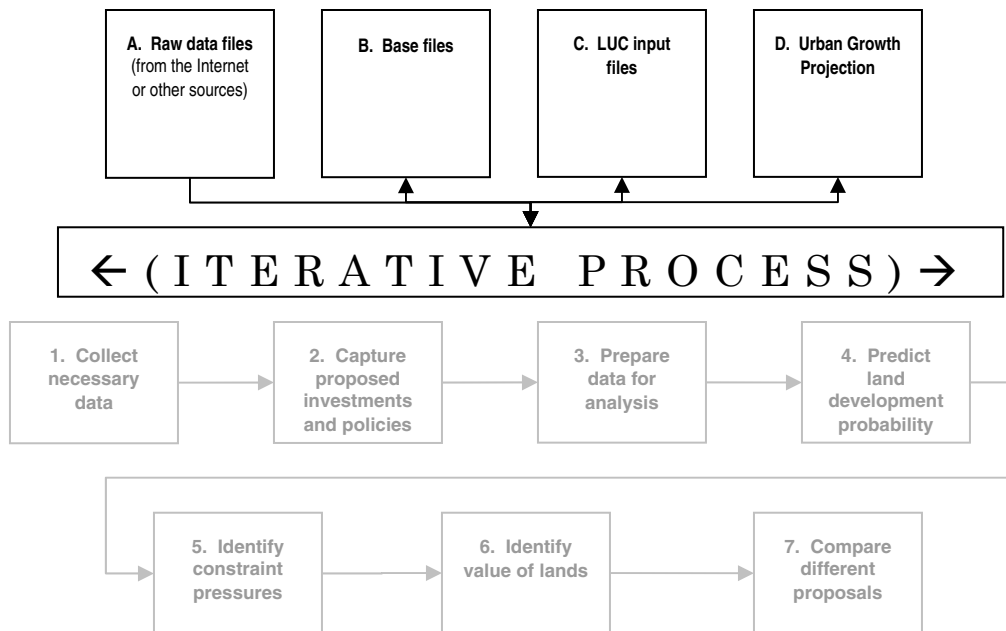 A. Raw data files
(from the Internet
or other sources)
B. Base files
C. LUC input
files
D. Urban Growth
Projection
←(ITERATIVE PROCESS)→
1. Collect
necessary
data
2. Capture
proposed
investments
and policies
3. Prepare
data for
analysis
4. Predict
land
development
probability
5. Identify
constraint
pressures
6. Identify
value of lands
7. Compare
different
proposals